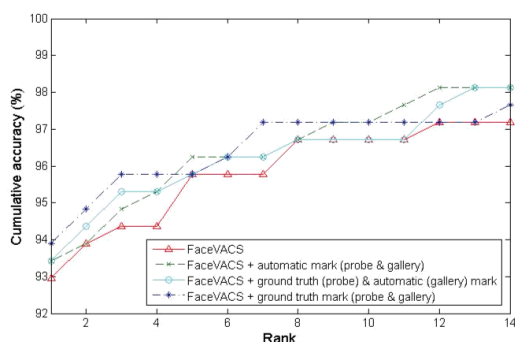 100
99
98
97
96
95
94
93
92
2
4
6
8
10
12
14
Cumulative accuracy (%)
Rank
FaceVACS
FaceVACS + automatic mark (probe & gallery)
FaceVACS + ground truth (probe) & automatic (gallery) mark
FaceVACS + ground truth mark (probe & gallery)